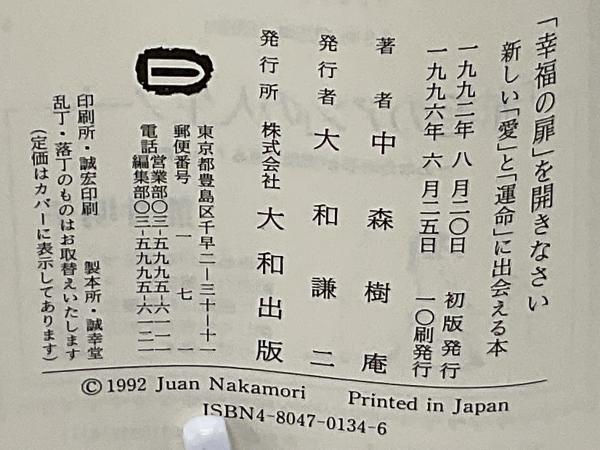 「幸福の扉」を開きなさい
新しい「愛」と「運命」に出会える本
一九九二年 八 月二〇日 初版発行
一九九六年 六 月二五日 一〇刷発行
著者 中森樹庵
発行者 大和謙二
発行所 株式会社 大和出版
東京都豊島区千早二―三十―十一
郵便番号 一七一
電話 営業部〇三―五九九五―六一一一
編集部〇三―五九九五―六一二一
印刷所・誠宏印刷 製本所・誠幸堂
乱丁・落丁のものはお取替えいたします
(定価はカバーに表示してあります)
©1992 Juan Nakamori Printed in Japan
ISBN4-8047-0134-6